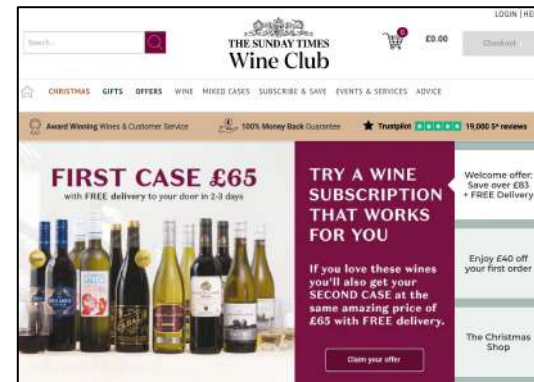 LOGIN | HE
Search...
THE SUNDAY TIMES
Wine Club
0
£0.00
Checkout
CHRISTMAS GIFTS OFFERS WINE MIXED CASES SUBSCRIBE & SAVE EVENTS & SERVICES ADVICE
Award Winning Wines & Customer Service
100% Money Back Guarantee
Trustpilot
19,000 5* reviews
FIRST CASE £65
with FREE delivery to your door in 2-3 days
TRY A WINE
SUBSCRIPTION
THAT WORKS
FOR YOU
If you love these wines
you'll also get your
SECOND CASE at the
same amazing price of
£65 with FREE delivery.
Claim your offer
Welcome offer:
Save over £83
+ FREE Delivery
Enjoy £40 off
your first order
The Christmas
Shop